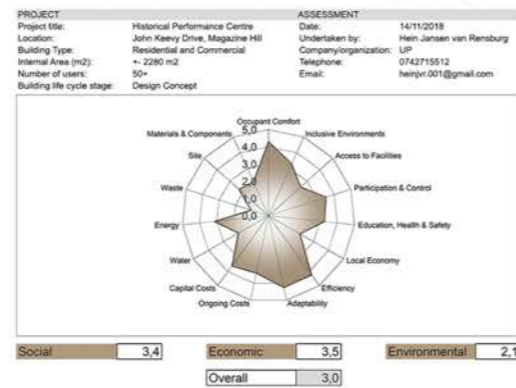 PROJECT ASSESSMENT
Project title: Historical Performance Centre Date: 14/11/2018
Location: John Keevy Drive, Magazine Hill Undertaken by: Hein Jansen van Rensburg
Building Type: Residential and Commercial Company/organization: UP
Internal Area (m2): +- 2280 m2 Telephone: 0742715512
Number of users: 50+ Email: heinjvr.001@gmail.com
Building life cycle stage: Design Concept
Occupant Comfort
5,0
Materials & Components Inclusive Environments
4,0
Site Access to Facilities
3,0
2,0
Waste Participation & Control
1,0
0,0
Energy Education, Health & Safety
Water Local Economy
Capital Costs Efficiency
Ongoing Costs Adaptability
Social 3,4 Economic 3,5 Environmental 2,1
Overall 3,0